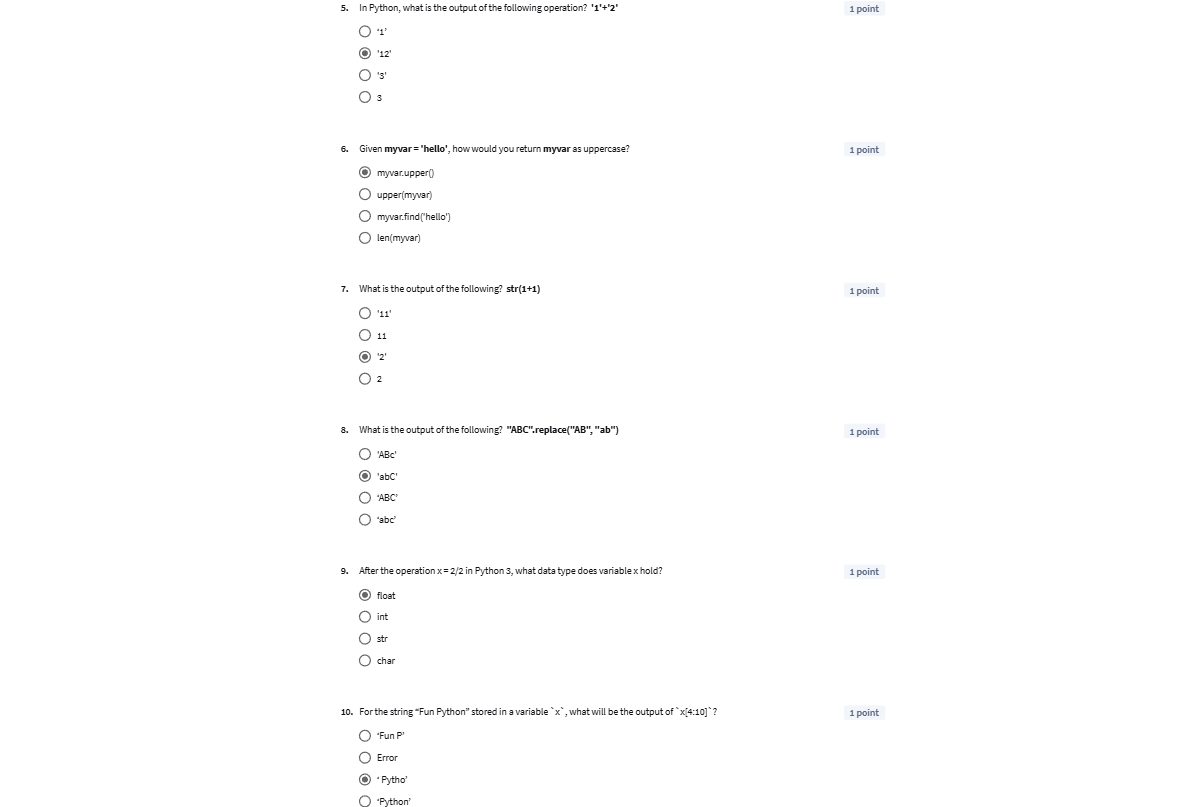 5. In Python, what is the output of the following operation? '1'+'2' 1 point
'1'
'12'
'3'
3
6. Given myvar = 'hello', how would you return myvar as uppercase? 1 point
myvar.upper()
upper(myvar)
myvar.find('hello')
len(myvar)
7. What is the output of the following? str(1+1) 1 point
'11'
11
'2'
2
8. What is the output of the following? "ABC".replace("AB", "ab") 1 point
'ABc'
'abC'
‘ABC’
‘abc’
9. After the operation x = 2/2 in Python 3, what data type does variable x hold? 1 point
float
int
str
char
10. For the string “Fun Python” stored in a variable `x`, what will be the output of `x[4:10]`? 1 point
‘Fun P’
Error
‘ Pytho’
‘Python’